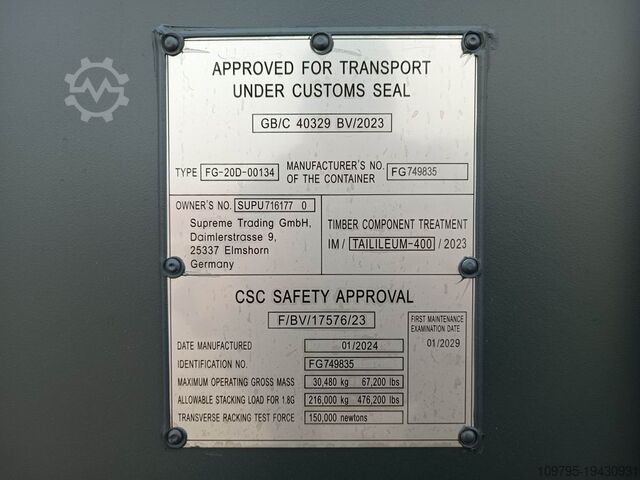 APPROVED FOR TRANSPORT
UNDER CUSTOMS SEAL
GB/C 40329 BV/2023
TYPE FG-20D-00134 MANUFACTURER'S NO. OF THE CONTAINER FG749835
OWNER'S NO. SUPU716177 0
Supreme Trading GmbH,
Daimlerstrasse 9,
25337 Elmshorn
Germany
TIMBER COMPONENT TREATMENT
IM / TAILILEUM-400 / 2023
CSC SAFETY APPROVAL
F/BV/17576/23
DATE MANUFACTURED 01/2024
IDENTIFICATION NO. FG749835
MAXIMUM OPERATING GROSS MASS 30,480 kg 67,200 lbs
ALLOWABLE STACKING LOAD FOR 1.8G 216,000 kg 476,200 lbs
TRANSVERSE RACKING TEST FORCE 150,000 newtons
FIRST MAINTENANCE
EXAMINATION DATE
01/2029
109795-19430931